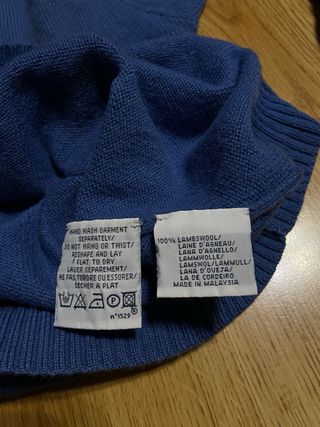 HAND WASH GARMENT
SEPARATELY/
DO NOT WRING OR TWIST/
RESHAPE AND LAY
FLAT TO DRY
LAVER SEPAREMENT/
NE PAS TORDRE OU ESSORER/
SECHER A PLAT
P
n°1529
100% LAMBSWOOL/
LAINE D'AGNEAU/
LANA D'AGNELLO/
LAMMWOLLE/
LAMSWOL/LAMMULL/
LANA D'OVEJA/
LA DE CORDEIRO
MADE IN MALAYSIA